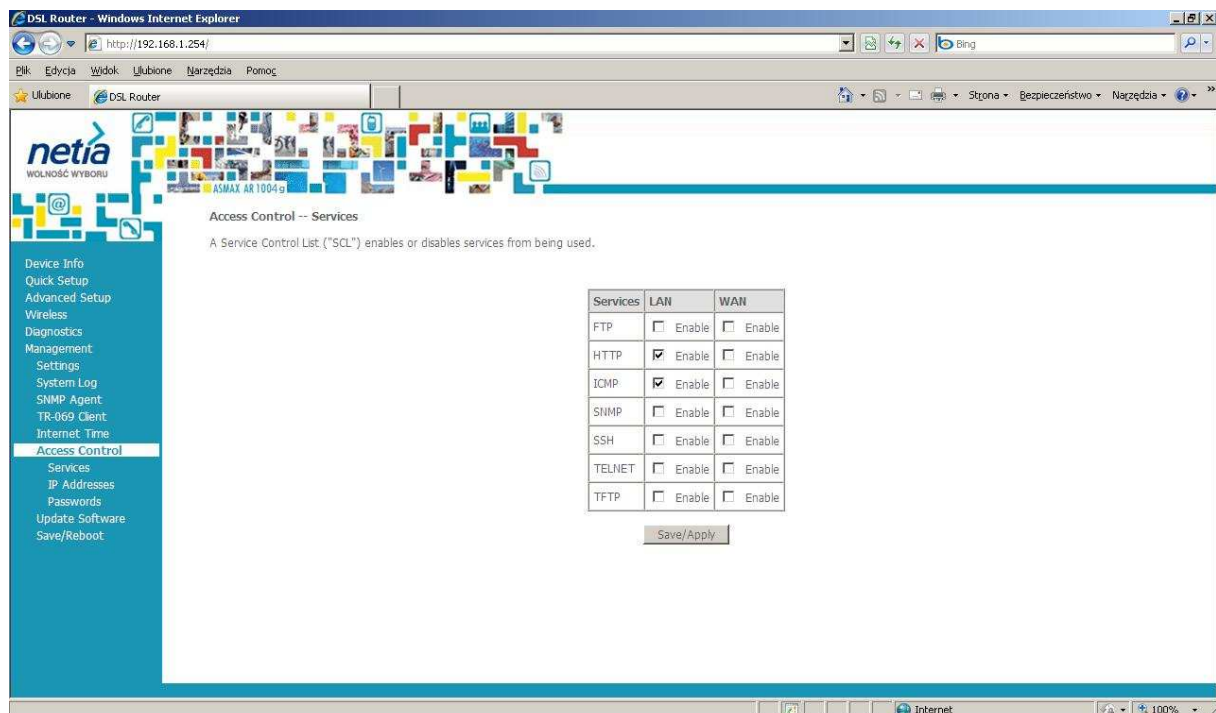 DSL Router - Windows Internet Explorer
http://192.168.1.254/
Bing
Plik Edycja Widok Ulubione Narzędzia Pomoc
Ulubione DSL Router Strona Bezpieczeństwo Narzędzia »
netia
WOLNOŚĆ WYBORU
ASMAX AR 1004 g
Access Control -- Services
A Service Control List ("SCL") enables or disables services from being used.
Device Info
Quick Setup
Advanced Setup
Wireless
Diagnostics
Management
Settings
System Log
SNMP Agent
TR-069 Client
Internet Time
Access Control
Services
IP Addresses
Passwords
Update Software
Save/Reboot
Services LAN WAN
FTP Enable Enable
HTTP Enable Enable
ICMP Enable Enable
SNMP Enable Enable
SSH Enable Enable
TELNET Enable Enable
TFTP Enable Enable
Save/Apply
Internet 100%